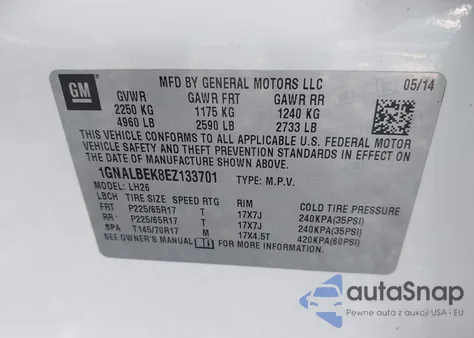 GM
MFD BY GENERAL MOTORS LLC
05/14
GVWR GAWR FRT GAWR RR
2250 KG 1175 KG 1240 KG
4960 LB 2590 LB 2733 LB
THIS VEHICLE CONFORMS TO ALL APPLICABLE U.S. FEDERAL MOTOR
VEHICLE SAFETY AND THEFT PREVENTION STANDARDS IN EFFECT
ON THE DATE OF MANUFACTURE SHOWN ABOVE.
1GNALBEK8EZ133701 TYPE: M.P.V.
MODEL: LH26
LBCH TIRE SIZE SPEED RTG RIM COLD TIRE PRESSURE
FRT P225/65R17 T 17X7J 240KPA(35PSI)
RR P225/65R17 T 17X7J 240KPA(35PSI)
SPA T145/70R17 M 17X4.5T 420KPA(60PSI)
SEE OWNER'S MANUAL FOR MORE INFORMATION.
autoSnap
Pewne auta z aukcji USA i EU